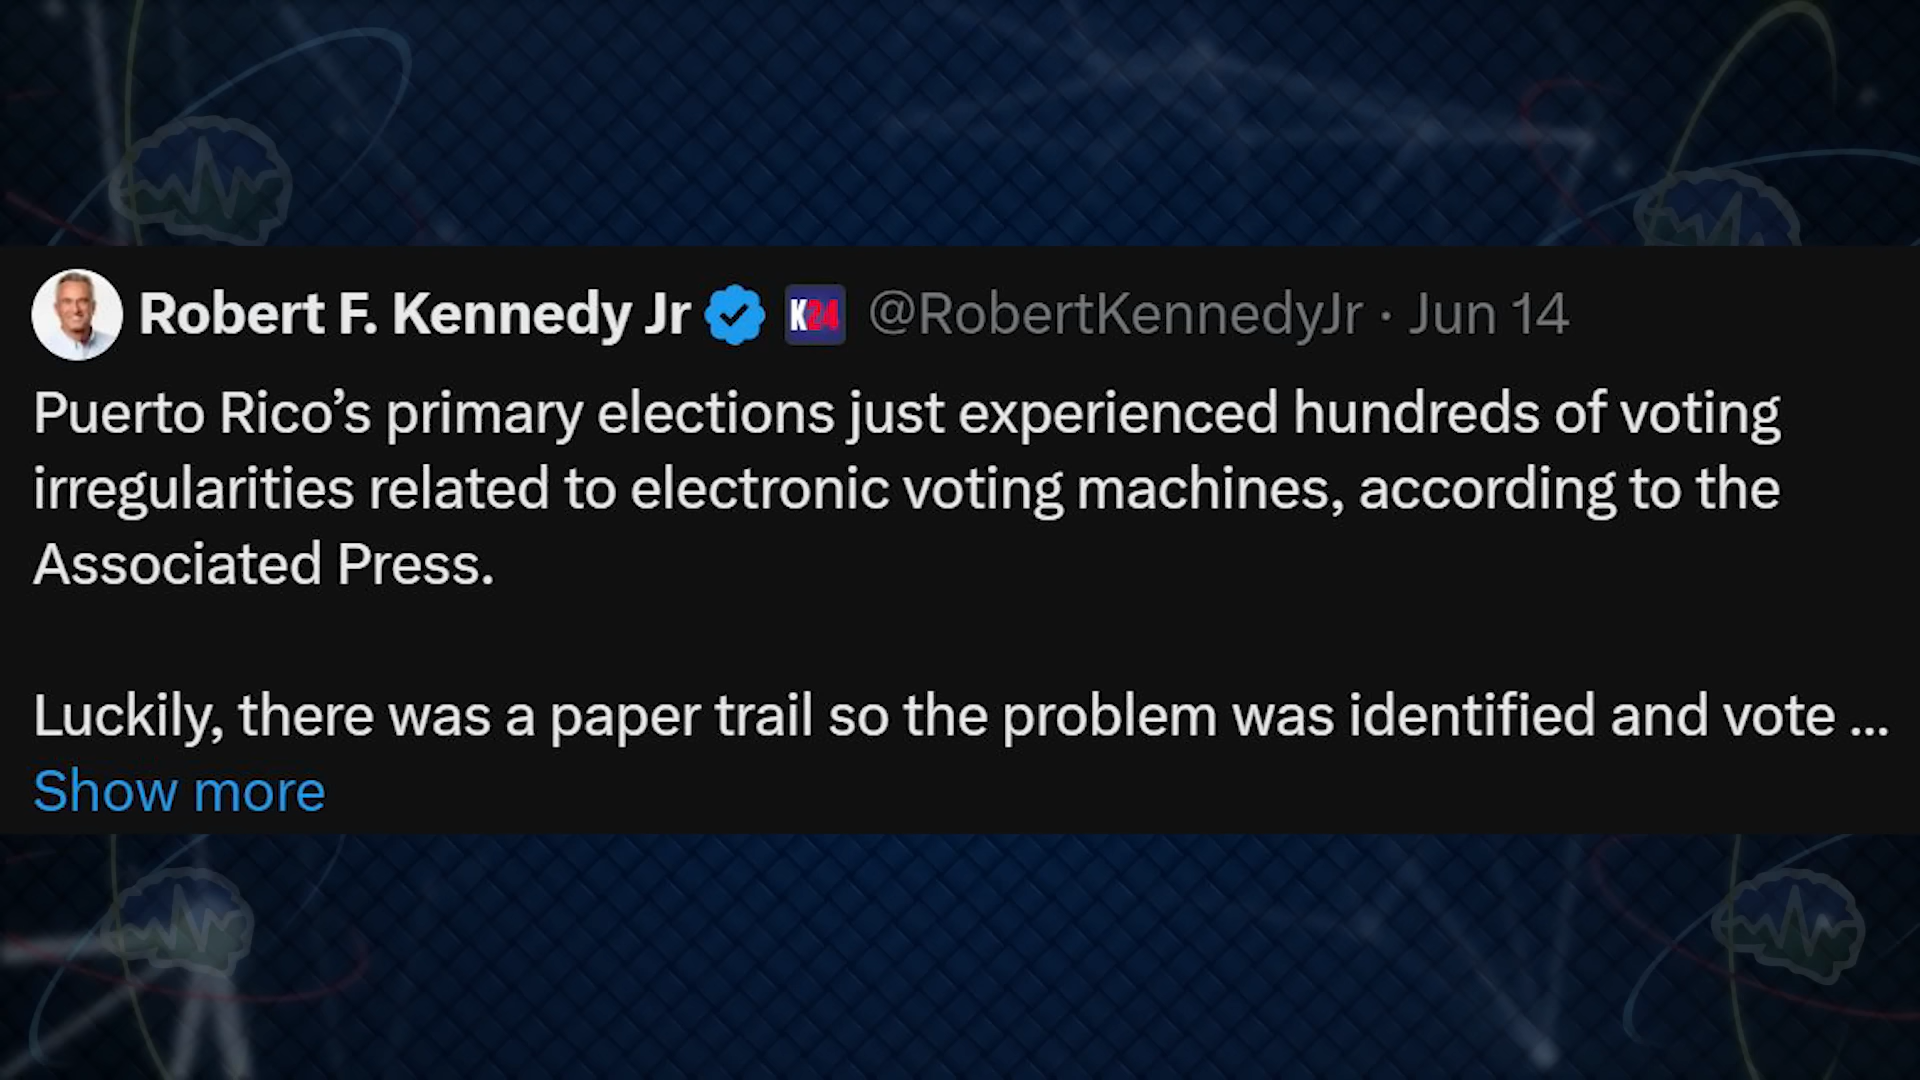 Robert F. Kennedy Jr K24 @RobertKennedyJr · Jun 14
Puerto Rico’s primary elections just experienced hundreds of voting
irregularities related to electronic voting machines, according to the
Associated Press.
Luckily, there was a paper trail so the problem was identified and vote ...
Show more